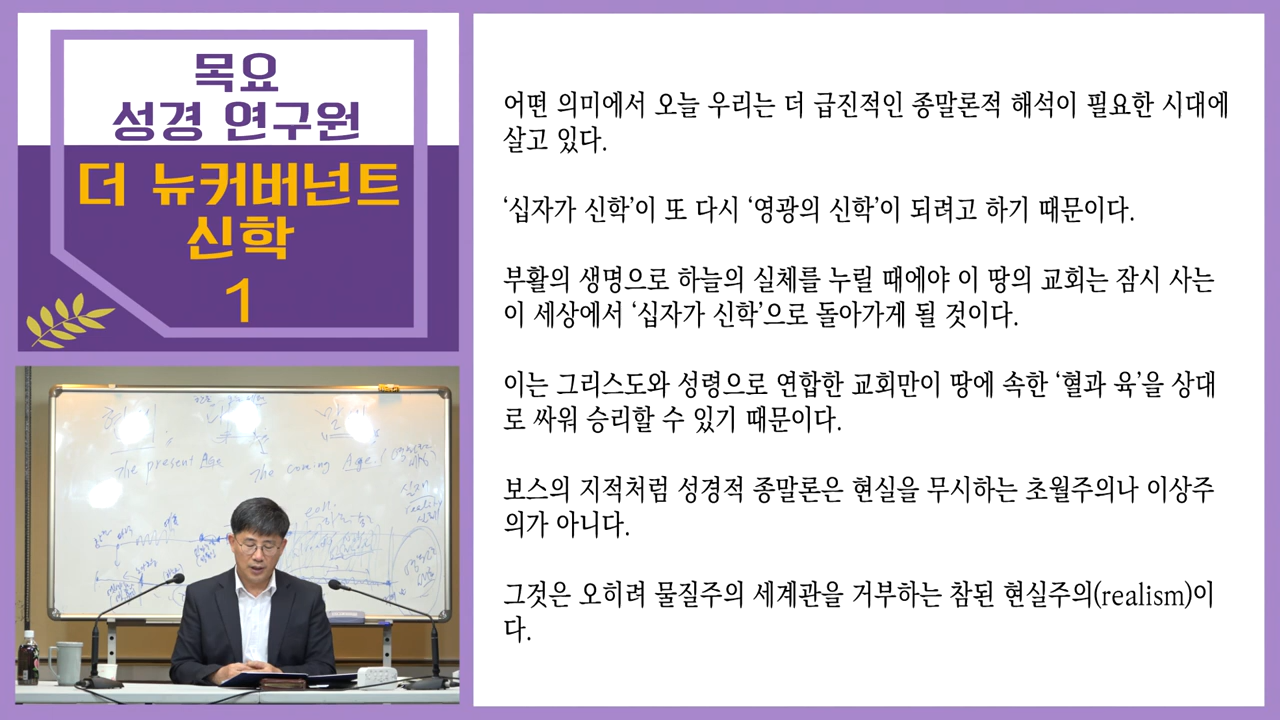 목요
성경 연구원
더 뉴커버넌트
신학
1
어떤 의미에서 오늘 우리는 더 급진적인 종말론적 해석이 필요한 시대에
살고 있다.
‘십자가 신학’이 또 다시 ‘영광의 신학’이 되려고 하기 때문이다.
부활의 생명으로 하늘의 실체를 누릴 때에야 이 땅의 교회는 잠시 사는
이 세상에서 ‘십자가 신학’으로 돌아가게 될 것이다.
이는 그리스도와 성령으로 연합한 교회만이 땅에 속한 ‘혈과 육’을 상대
로 싸워 승리할 수 있기 때문이다.
보스의 지적처럼 성경적 종말론은 현실을 무시하는 초월주의나 이상주
의가 아니다.
그것은 오히려 물질주의 세계관을 거부하는 참된 현실주의(realism)이
다.
The present Age
The coming Age
reality